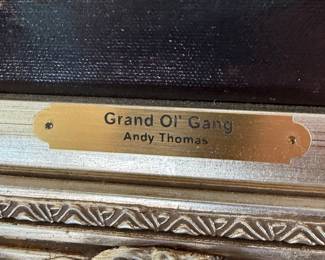 Grand Ol' Gang
Andy Thomas